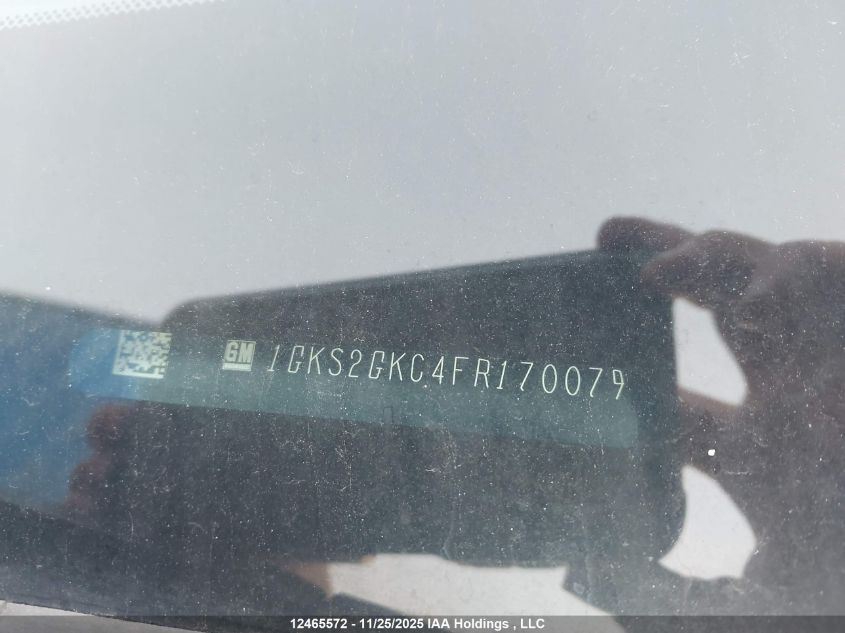 GM 1GKS2GKC4FR170079
12465572 - 11/25/2025 IAA Holdings , LLC